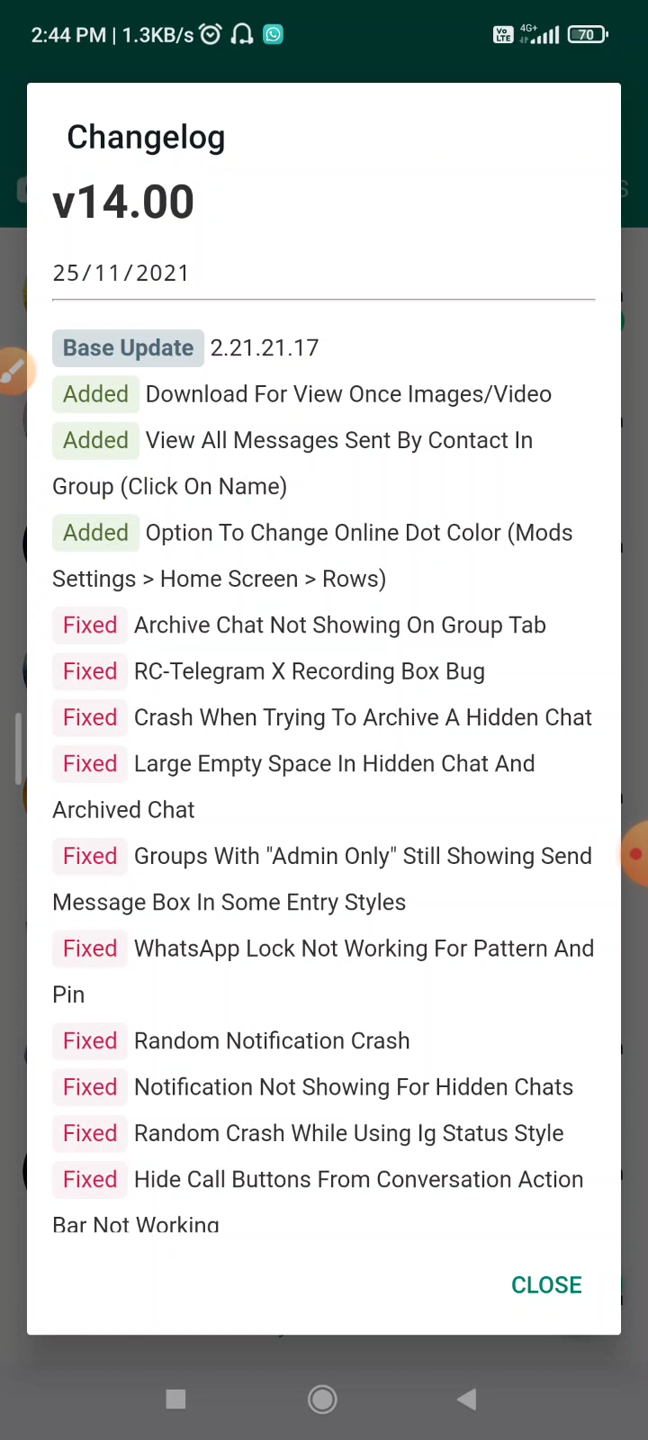 2:44 PM | 1.3KB/s
Vo LTE 4G+ 70
Changelog
v14.00
25/11/2021
Base Update 2.21.21.17
Added Download For View Once Images/Video
Added View All Messages Sent By Contact In
Group (Click On Name)
Added Option To Change Online Dot Color (Mods
Settings > Home Screen > Rows)
Fixed Archive Chat Not Showing On Group Tab
Fixed RC-Telegram X Recording Box Bug
Fixed Crash When Trying To Archive A Hidden Chat
Fixed Large Empty Space In Hidden Chat And
Archived Chat
Fixed Groups With "Admin Only" Still Showing Send
Message Box In Some Entry Styles
Fixed WhatsApp Lock Not Working For Pattern And
Pin
Fixed Random Notification Crash
Fixed Notification Not Showing For Hidden Chats
Fixed Random Crash While Using Ig Status Style
Fixed Hide Call Buttons From Conversation Action
Bar Not Working
CLOSE